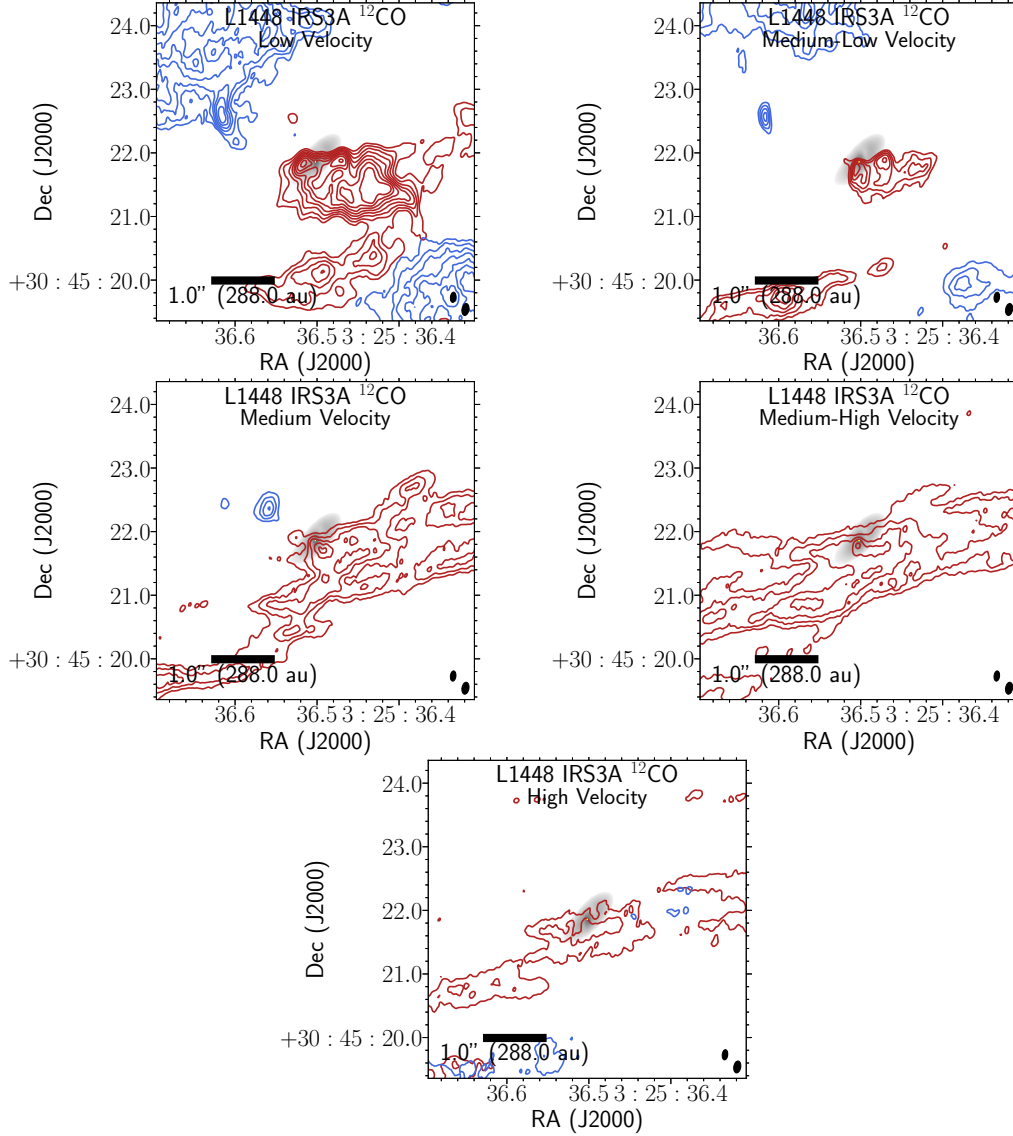 L1448 IRS3A ¹²CO
Low Velocity
24.0
23.0
22.0
21.0
+30 : 45 : 20.0
Dec (J2000)
1.0" (288.0 au)
36.6 36.5 3 : 25 : 36.4
RA (J2000)
L1448 IRS3A ¹²CO
Medium-Low Velocity
24.0
23.0
22.0
21.0
+30 : 45 : 20.0
Dec (J2000)
1.0" (288.0 au)
36.6 36.5 3 : 25 : 36.4
RA (J2000)
L1448 IRS3A ¹²CO
Medium Velocity
24.0
23.0
22.0
21.0
+30 : 45 : 20.0
Dec (J2000)
1.0" (288.0 au)
36.6 36.5 3 : 25 : 36.4
RA (J2000)
L1448 IRS3A ¹²CO
Medium-High Velocity
24.0
23.0
22.0
21.0
+30 : 45 : 20.0
Dec (J2000)
1.0" (288.0 au)
36.6 36.5 3 : 25 : 36.4
RA (J2000)
L1448 IRS3A ¹²CO
High Velocity
24.0
23.0
22.0
21.0
+30 : 45 : 20.0
Dec (J2000)
1.0" (288.0 au)
36.6 36.5 3 : 25 : 36.4
RA (J2000)